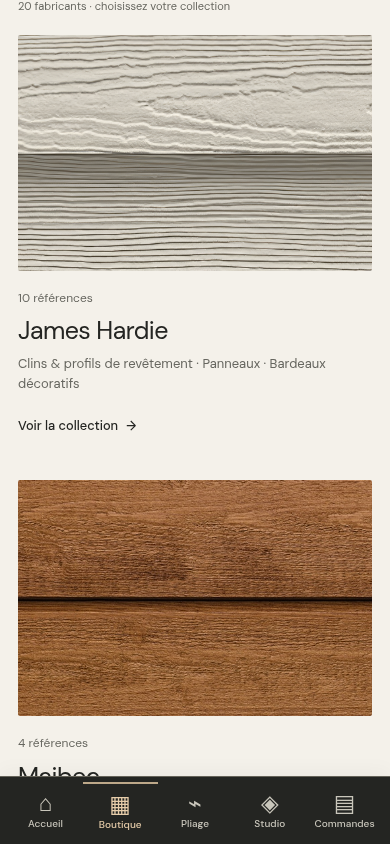 20 fabricants · choisissez votre collection
10 références
James Hardie
Clins & profils de revêtement · Panneaux · Bardeaux
décoratifs
Voir la collection →
4 références
Accueil
Boutique
Pliage
Studio
Commandes